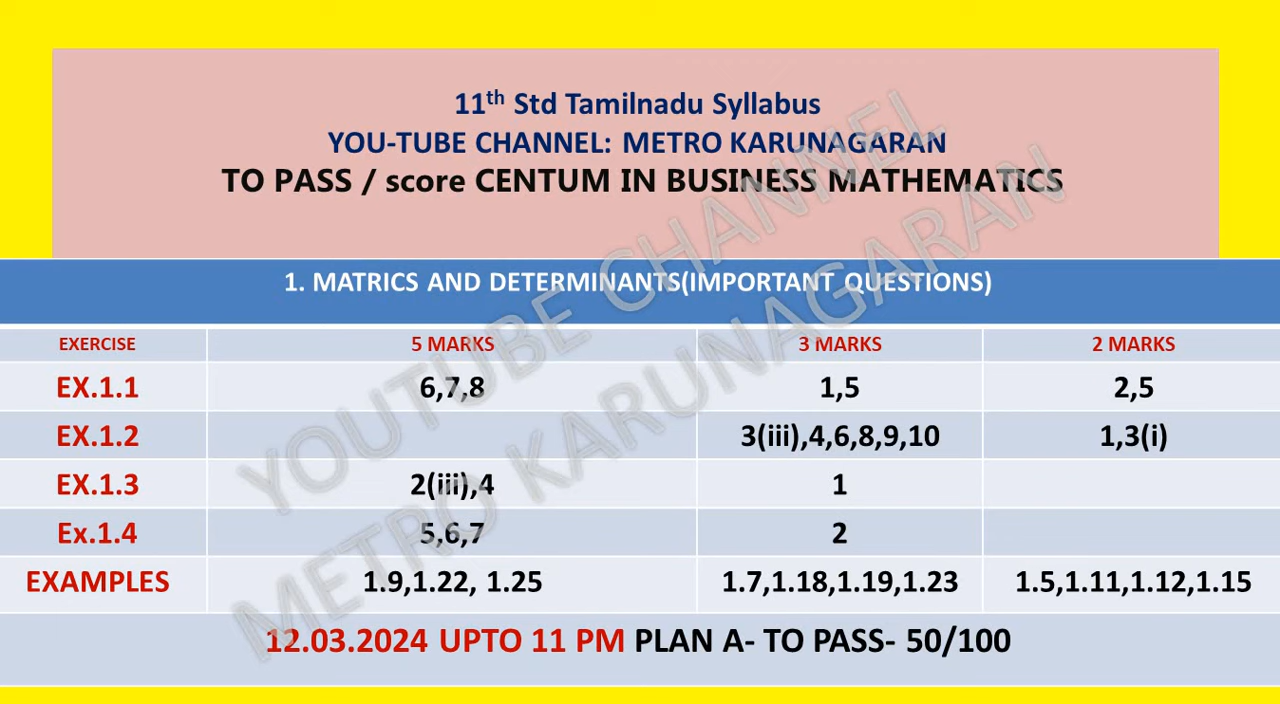 11th Std Tamilnadu Syllabus
YOU-TUBE CHANNEL: METRO KARUNAGARAN
TO PASS / score CENTUM IN BUSINESS MATHEMATICS
1. MATRICS AND DETERMINANTS(IMPORTANT QUESTIONS)
EXERCISE 5 MARKS 3 MARKS 2 MARKS
EX.1.1 6,7,8 1,5 2,5
EX.1.2 3(iii),4,6,8,9,10 1,3(i)
EX.1.3 2(iii),4 1
Ex.1.4 5,6,7 2
EXAMPLES 1.9,1.22, 1.25 1.7,1.18,1.19,1.23 1.5,1.11,1.12,1.15
12.03.2024 UPTO 11 PM PLAN A- TO PASS- 50/100
YOUTUBE CHANNEL
METRO KARUNAGARAN